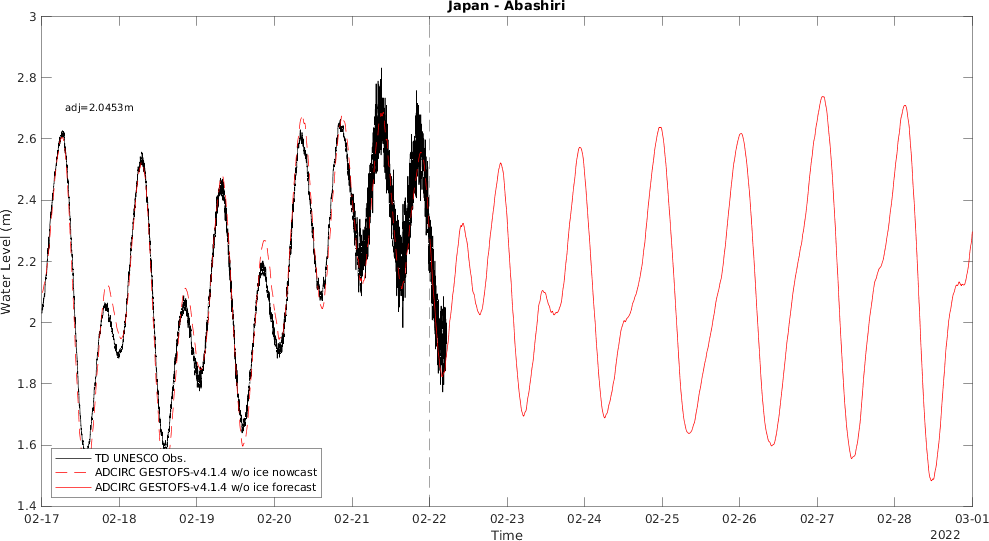 Japan - Abashiri
3
2.8
adj=2.0453m
2.6
2.4
Water Level (m)
2.2
2
1.8
1.6
TD UNESCO Obs.
ADCIRC GESTOFS-v4.1.4 w/o ice nowcast
ADCIRC GESTOFS-v4.1.4 w/o ice forecast
1.4
02-17 02-18 02-19 02-20 02-21 02-22 02-23 02-24 02-25 02-26 02-27 02-28 03-01
Time
2022